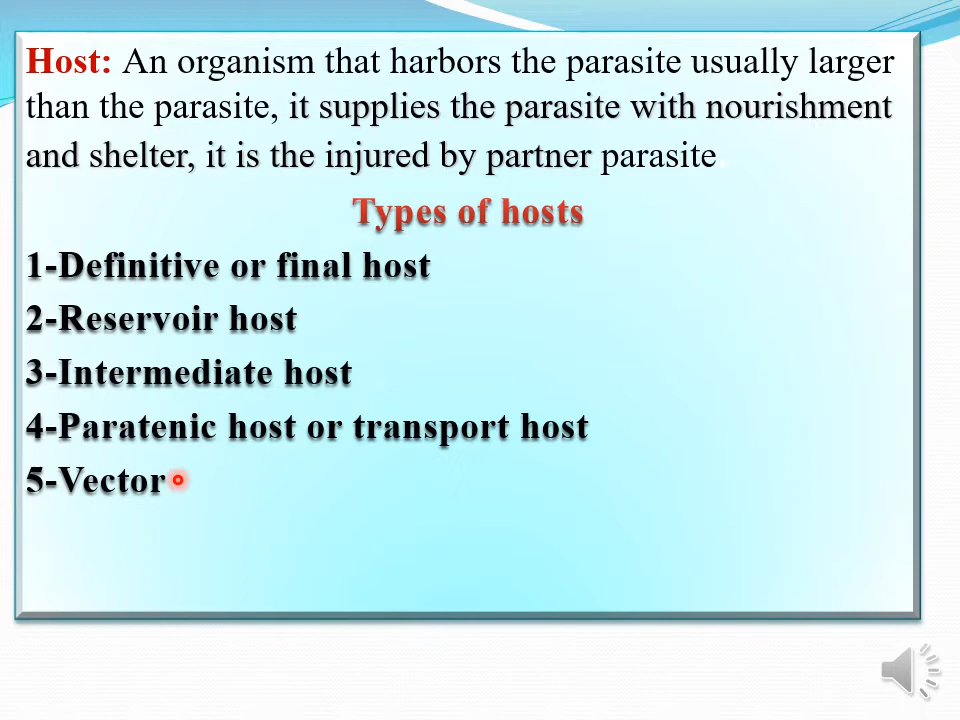 Host: An organism that harbors the parasite usually larger
than the parasite, it supplies the parasite with nourishment
and shelter, it is the injured by partner parasite
Types of hosts
1-Definitive or final host
2-Reservoir host
3-Intermediate host
4-Paratenic host or transport host
5-Vector